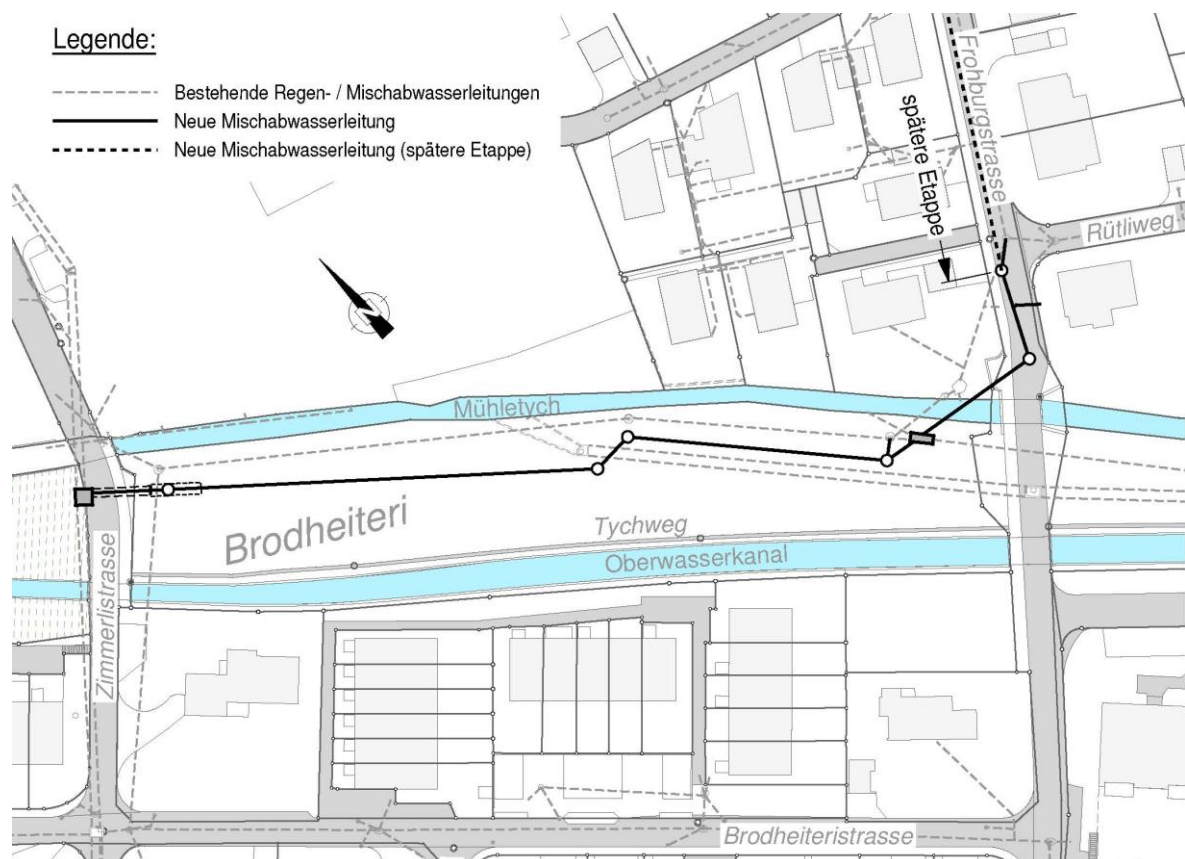 Legende:
Bestehende Regen- / Mischabwasserleitungen
Neue Mischabwasserleitung
Neue Mischabwasserleitung (spätere Etappe)
Frohburgstrasse
spätere Etappe
Rütliweg
N
Mühletych
Brodheiteri
Tychweg
Oberwasserkanal
Zimmerlistrasse
Brodheiteristrasse